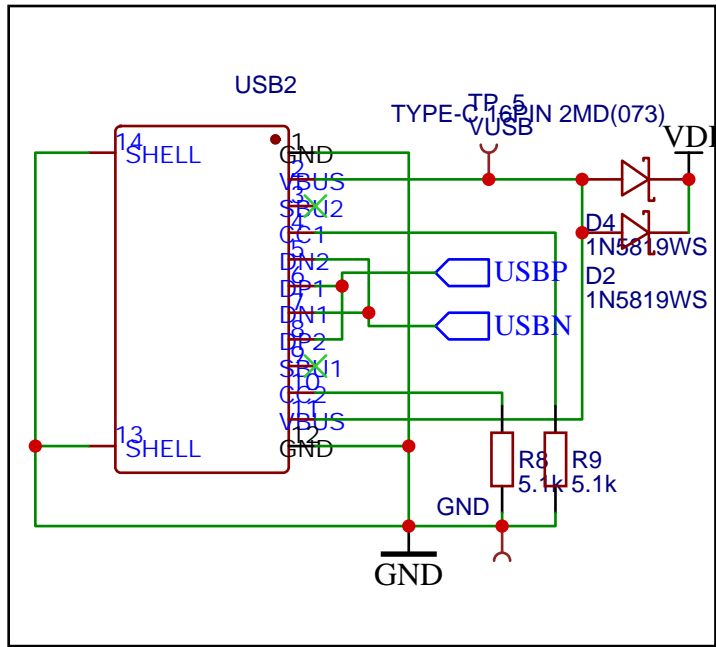 USB2
TP_5
TYPE-C 16PIN 2MD(073)
VUSB
14
SHELL
1
GND
2
VBUS
3
SBU2
4
CC1
5
DN2
6
DP1
7
DN1
8
DP2
9
SBU1
10
CC2
11
VBUS
12
GND
13
SHELL
USBP
USBN
D4
1N5819WS
D2
1N5819WS
R8
5.1k
R9
5.1k
GND
GND